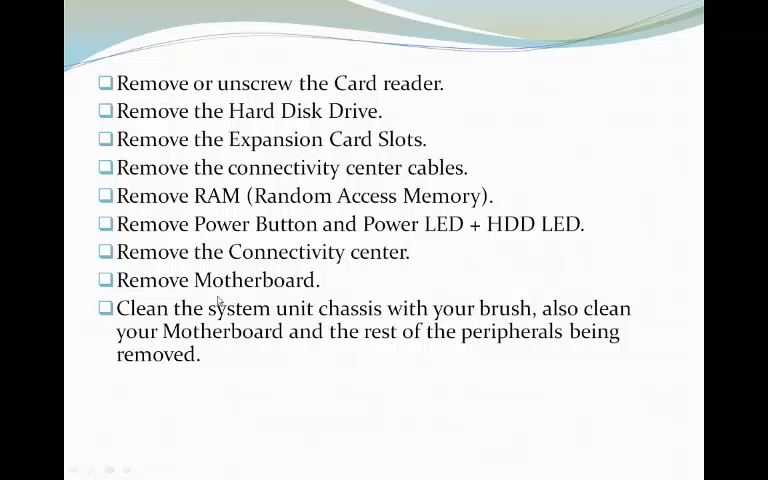 Remove or unscrew the Card reader.
Remove the Hard Disk Drive.
Remove the Expansion Card Slots.
Remove the connectivity center cables.
Remove RAM (Random Access Memory).
Remove Power Button and Power LED + HDD LED.
Remove the Connectivity center.
Remove Motherboard.
Clean the system unit chassis with your brush, also clean
your Motherboard and the rest of the peripherals being
removed.